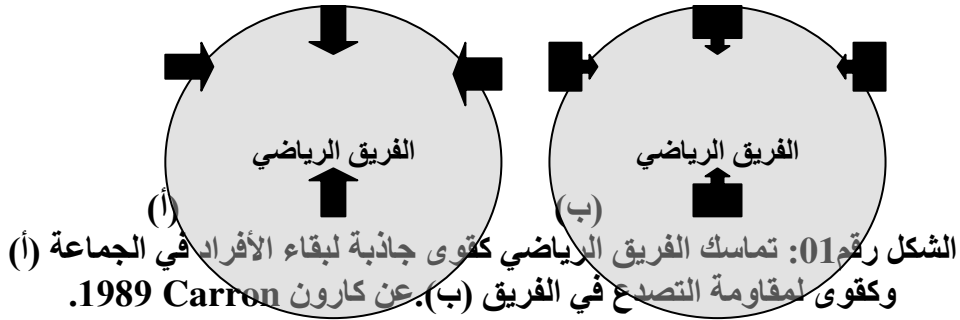 الفريق الرياضي
الفريق الرياضي
(ب)
(أ)
الشكل رقم01: تماسك الفريق الرياضي كقوى جاذبة لبقاء الأفراد في الجماعة (أ)
وكقوى لمقاومة التصدع في الفريق (ب).عن كارون Carron 1989.